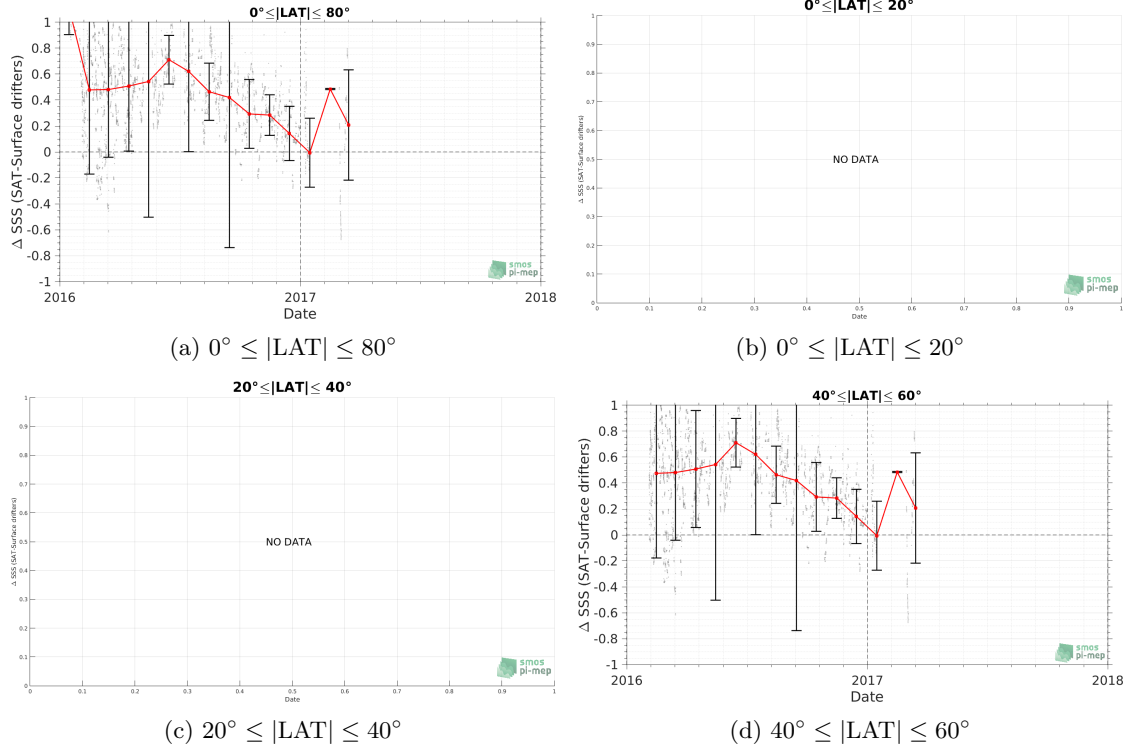 0°≤|LAT|≤ 80°
1
0.8
0.6
0.4
0.2
0
-0.2
-0.4
-0.6
-0.8
-1
Δ SSS (SAT-Surface drifters)
2016
2017
2018
Date
smos
pi-mep
(a) 0° ≤ |LAT| ≤ 80°
0°≤|LAT|≤ 20°
1
0.9
0.8
0.7
0.6
0.5
0.4
0.3
0.2
0.1
0
Δ SSS (SAT-Surface drifters)
NO DATA
0
0.1
0.2
0.3
0.4
0.5
0.6
0.7
0.8
0.9
1
Date
smos
pi-mep
(b) 0° ≤ |LAT| ≤ 20°
20°≤|LAT|≤ 40°
1
0.9
0.8
0.7
0.6
0.5
0.4
0.3
0.2
0.1
0
Δ SSS (SAT-Surface drifters)
NO DATA
0
0.1
0.2
0.3
0.4
0.5
0.6
0.7
0.8
0.9
1
Date
smos
pi-mep
(c) 20° ≤ |LAT| ≤ 40°
40°≤|LAT|≤ 60°
1
0.8
0.6
0.4
0.2
0
-0.2
-0.4
-0.6
-0.8
-1
Δ SSS (SAT-Surface drifters)
2016
2017
2018
Date
smos
pi-mep
(d) 40° ≤ |LAT| ≤ 60°